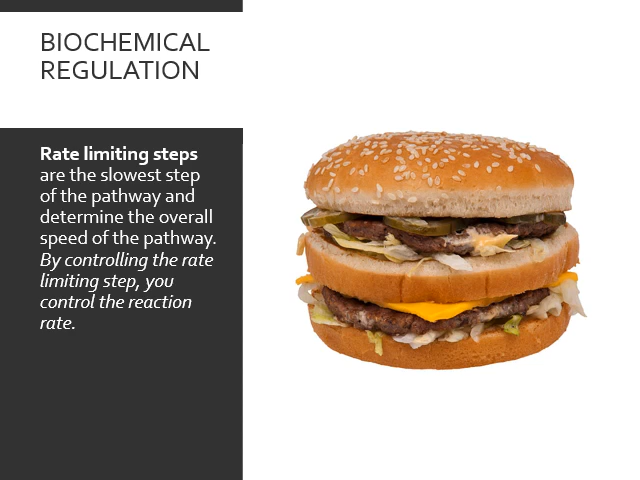 BIOCHEMICAL
REGULATION
Rate limiting steps
are the slowest step
of the pathway and
determine the overall
speed of the pathway.
By controlling the rate
limiting step, you
control the reaction
rate.